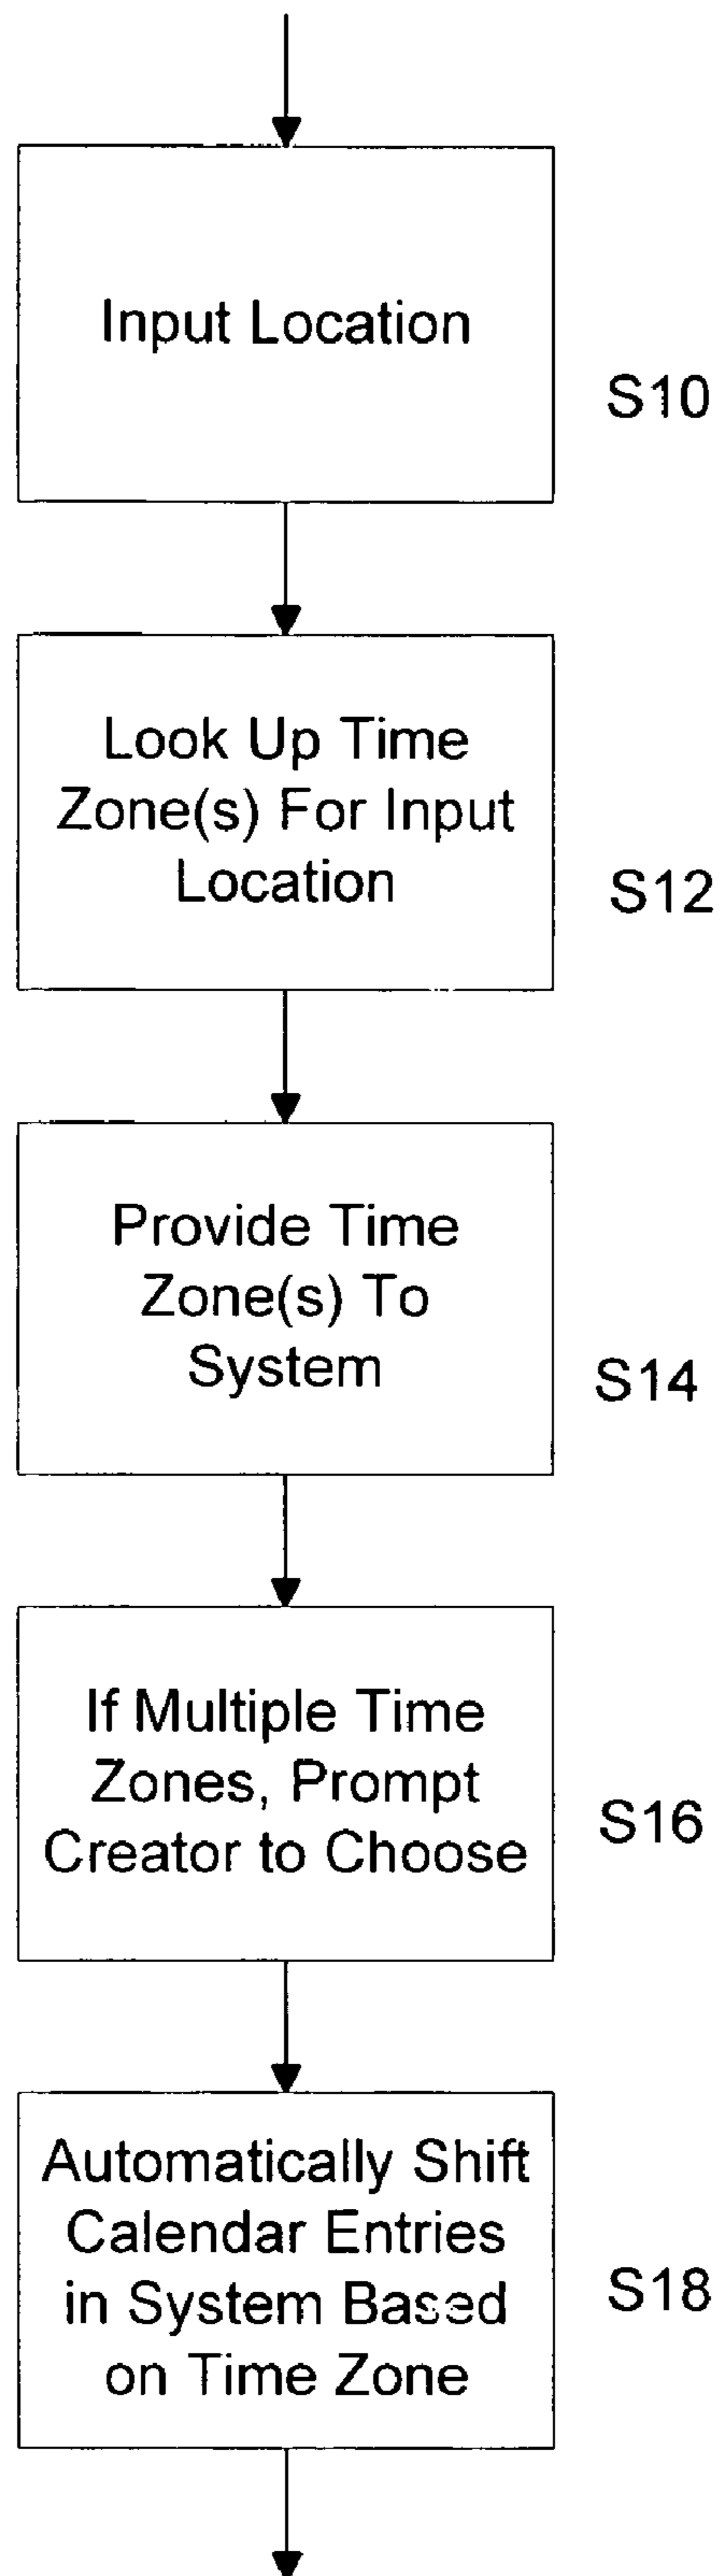 Input Location
S10
Look Up Time
Zone(s) For Input
Location
S12
Provide Time
Zone(s) To
System
S14
If Multiple Time
Zones, Prompt
Creator to Choose
S16
Automatically Shift
Calendar Entries
in System Based
on Time Zone
S18